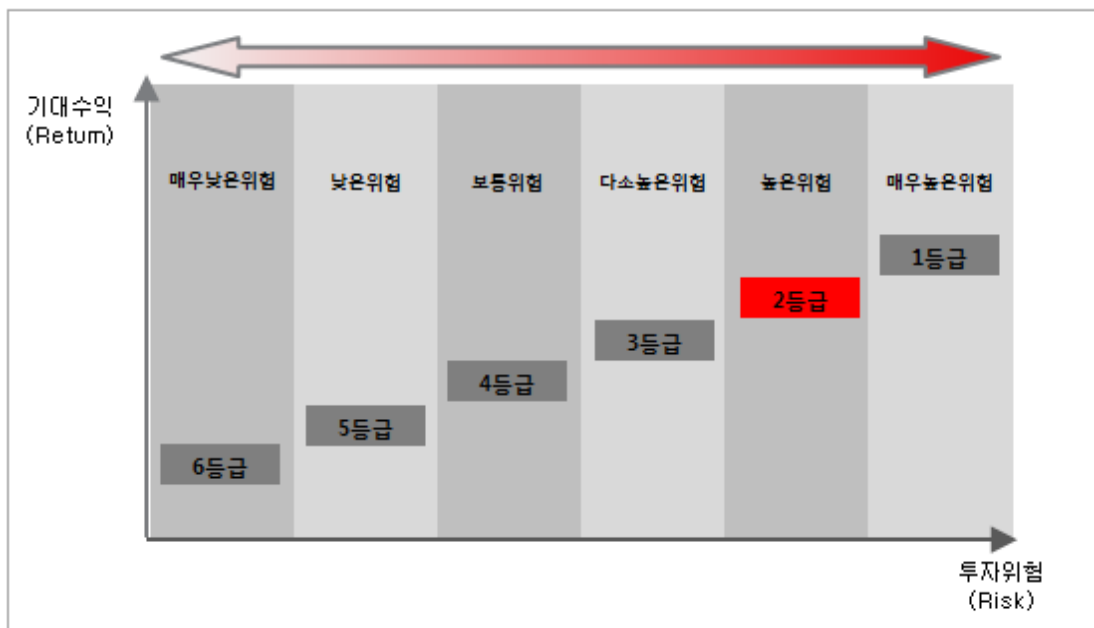 기대수익
(Retum)
매우낮은위험 낮은위험 보통위험 다소높은위험 높은위험 매우높은위험
1등급
2등급
3등급
4등급
5등급
6등급
투자위험
(Risk)